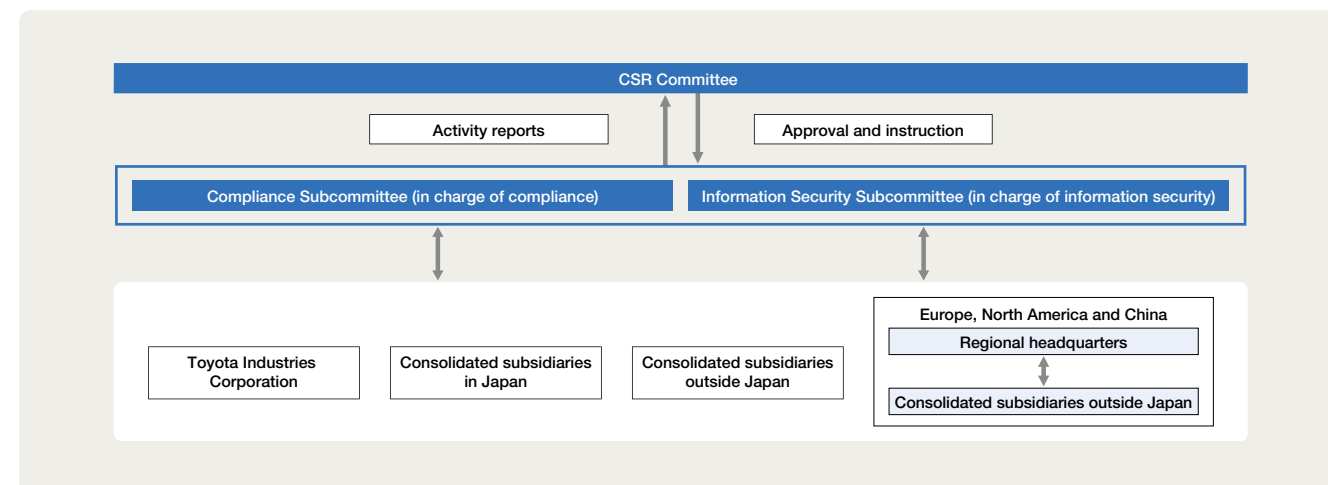 CSR Committee
Activity reports
Approval and instruction
Compliance Subcommittee (in charge of compliance)
Information Security Subcommittee (in charge of information security)
Toyota Industries
Corporation
Consolidated subsidiaries
in Japan
Consolidated subsidiaries
outside Japan
Europe, North America and China
Regional headquarters
Consolidated subsidiaries outside Japan